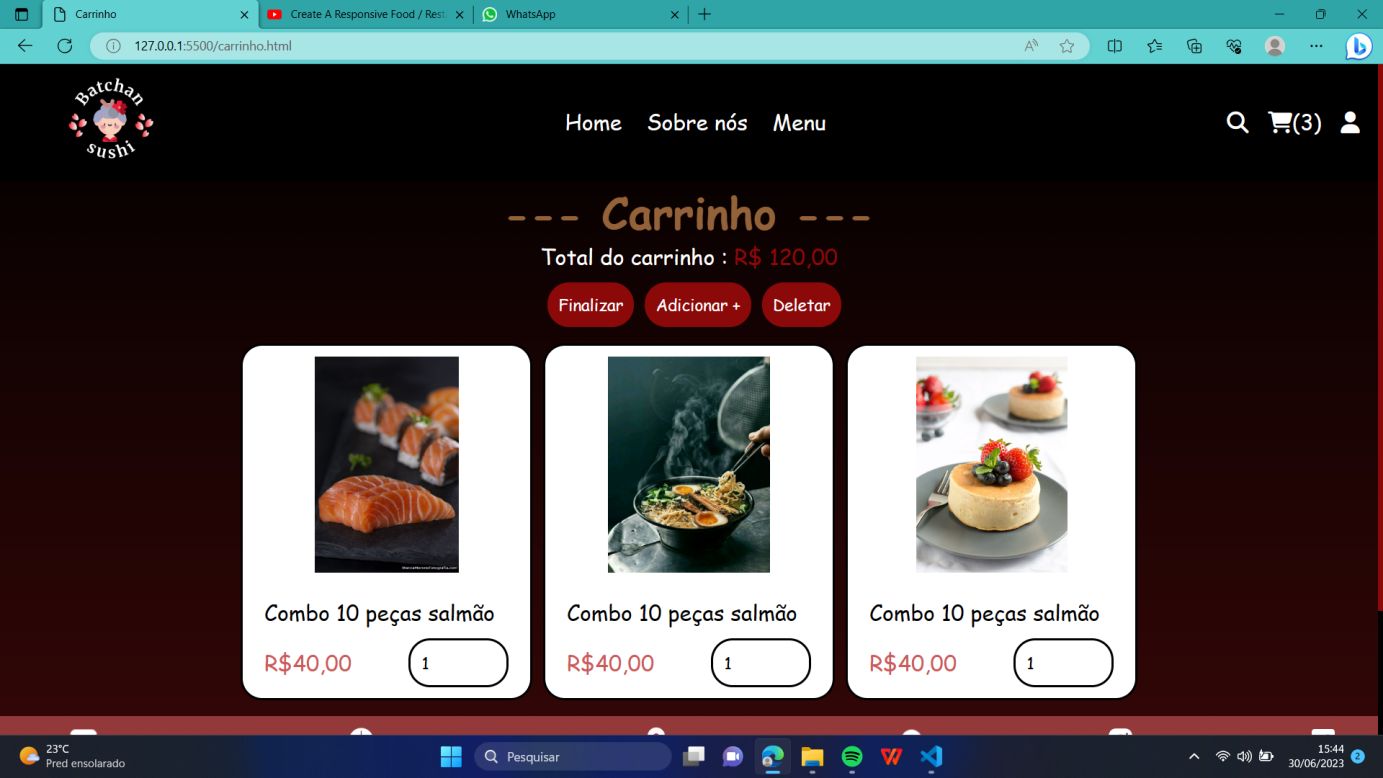 Carrinho
Create A Responsive Food / Rest
WhatsApp
127.0.0.1:5500/carrinho.html
Batchan
sushi
Home Sobre nós Menu
(3)
--- Carrinho ---
Total do carrinho : R$ 120,00
Finalizar Adicionar + Deletar
Combo 10 peças salmão
R$40,00 1
Combo 10 peças salmão
R$40,00 1
Combo 10 peças salmão
R$40,00 1
23°C
Pred ensolarado
Pesquisar
15:44
30/06/2023
2